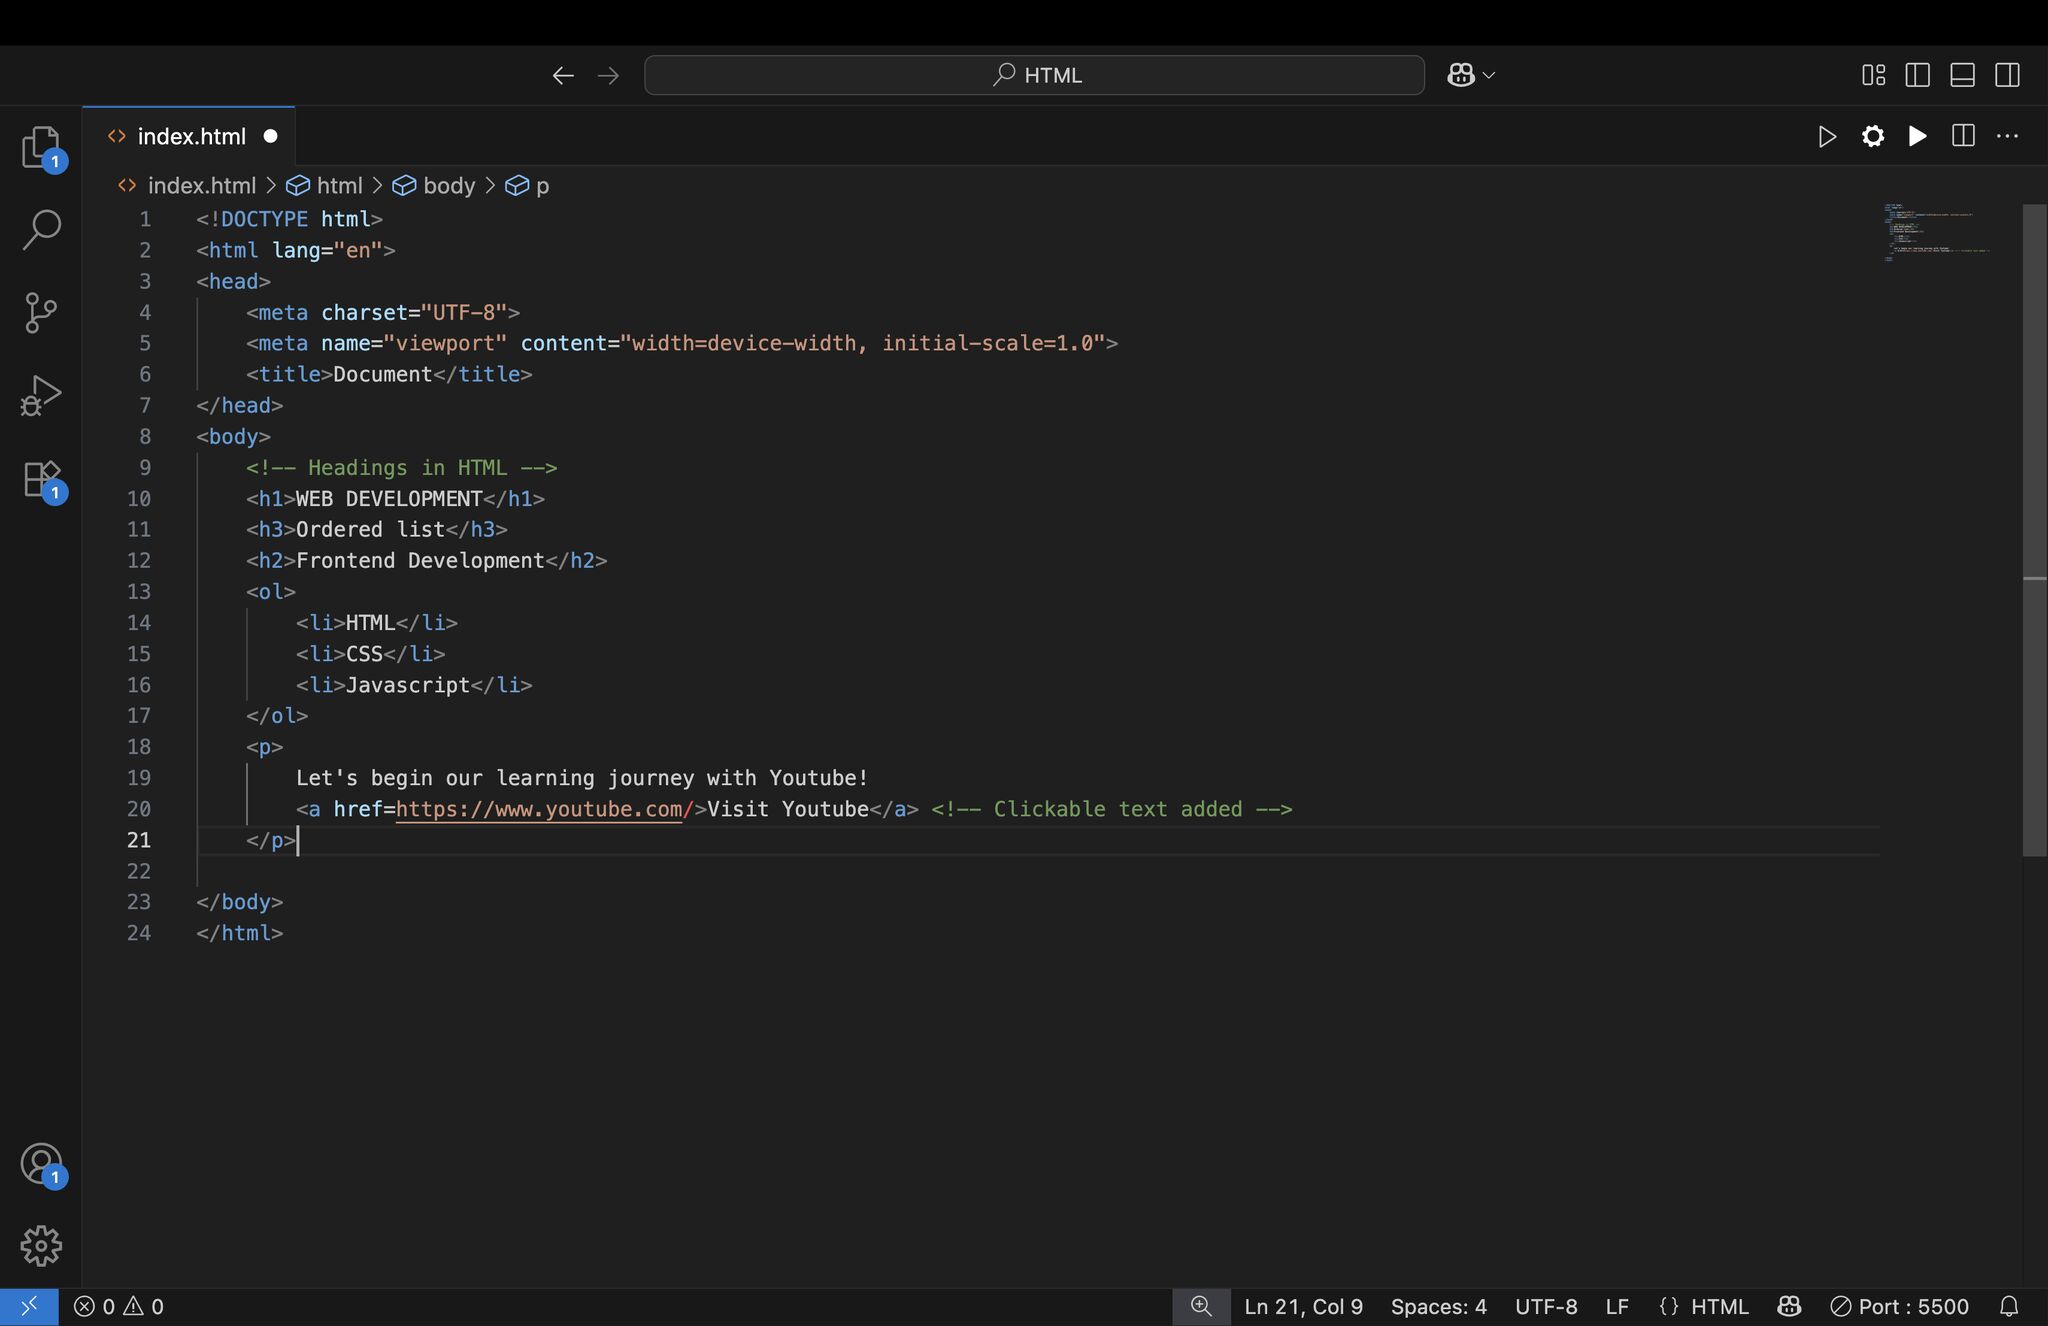 HTML
index.html
index.html > html > body > p
1 <!DOCTYPE html>
2 <html lang="en">
3 <head>
4     <meta charset="UTF-8">
5     <meta name="viewport" content="width=device-width, initial-scale=1.0">
6     <title>Document</title>
7 </head>
8 <body>
9     <!-- Headings in HTML -->
10     <h1>WEB DEVELOPMENT</h1>
11     <h3>Ordered list</h3>
12     <h2>Frontend Development</h2>
13     <ol>
14         <li>HTML</li>
15         <li>CSS</li>
16         <li>Javascript</li>
17     </ol>
18     <p>
19         Let's begin our learning journey with Youtube!
20         <a href=https://www.youtube.com/>Visit Youtube</a> <!-- Clickable text added -->
21     </p>
22
23 </body>
24 </html>
1
1
1
0 0 Ln 21, Col 9 Spaces: 4 UTF-8 LF {} HTML Port : 5500